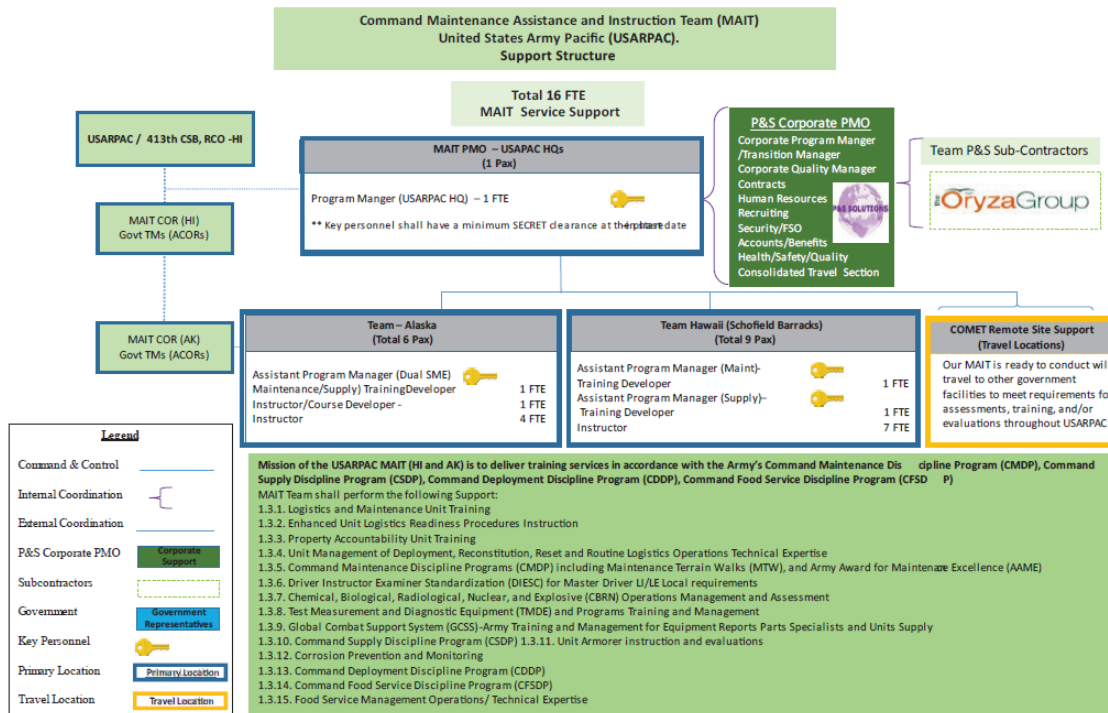 Command Maintenance Assistance and Instruction Team (MAIT)
United States Army Pacific (USARPAC).
Support Structure
Total 16 FTE
MAIT Service Support
USARPAC / 413th CSB, RCO -HI
MAIT COR (HI)
Govt TMs (ACORs)
MAIT COR (AK)
Govt TMs (ACORs)
MAIT PMO – USAPAC HQs
(1 Pax)
Program Manger (USARPAC HQ) – 1 FTE
** Key personnel shall have a minimum SECRET clearance at the start date
P&S Corporate PMO
Corporate Program Manger
/Transition Manager
Corporate Quality Manager
Contracts
Human Resources
Recruiting
Security/FSO
Accounts/Benefits
Health/Safety/Quality
Consolidated Travel Section
P&S SOLUTIONS
Team P&S Sub-Contractors
the OryzaGroup
Team – Alaska
(Total 6 Pax)
Assistant Program Manager (Dual SME)
Maintenance/Supply) TrainingDeveloper 1 FTE
Instructor/Course Developer - 1 FTE
Instructor 4 FTE
Team Hawaii (Schofield Barracks)
(Total 9 Pax)
Assistant Program Manager (Maint)-
Training Developer 1 FTE
Assistant Program Manager (Supply)–
Training Developer 1 FTE
Instructor 7 FTE
COMET Remote Site Support
(Travel Locations)
Our MAIT is ready to conduct wil
travel to other government
facilities to meet requirements fo
assessments, training, and/or
evaluations throughout USARPAC
Legend
Command & Control
Internal Coordination
External Coordination
P&S Corporate PMO
Corporate
Support
Subcontractors
Government
Government
Representatives
Key Personnel
Primary Location
Primary Location
Travel Location
Travel Location
Mission of the USARPAC MAIT (HI and AK) is to deliver training services in accordance with the Army's Command Maintenance Dis cipline Program (CMDP), Command
Supply Discipline Program (CSDP), Command Deployment Discipline Program (CDDP), Command Food Service Discipline Program (CFSD P)
MAIT Team shall perform the following Support:
1.3.1. Logistics and Maintenance Unit Training
1.3.2. Enhanced Unit Logistics Readiness Procedures Instruction
1.3.3. Property Accountability Unit Training
1.3.4. Unit Management of Deployment, Reconstitution, Reset and Routine Logistics Operations Technical Expertise
1.3.5. Command Maintenance Discipline Programs (CMDP) including Maintenance Terrain Walks (MTW), and Army Award for Maintenance Excellence (AAME)
1.3.6. Driver Instructor Examiner Standardization (DIESC) for Master Driver LI/LE Local requirements
1.3.7. Chemical, Biological, Radiological, Nuclear, and Explosive (CBRN) Operations Management and Assessment
1.3.8. Test Measurement and Diagnostic Equipment (TMDE) and Programs Training and Management
1.3.9. Global Combat Support System (GCSS)-Army Training and Management for Equipment Reports Parts Specialists and Units Supply
1.3.10. Command Supply Discipline Program (CSDP) 1.3.11. Unit Armorer instruction and evaluations
1.3.12. Corrosion Prevention and Monitoring
1.3.13. Command Deployment Discipline Program (CDDP)
1.3.14. Command Food Service Discipline Program (CFSDP)
1.3.15. Food Service Management Operations/ Technical Expertise